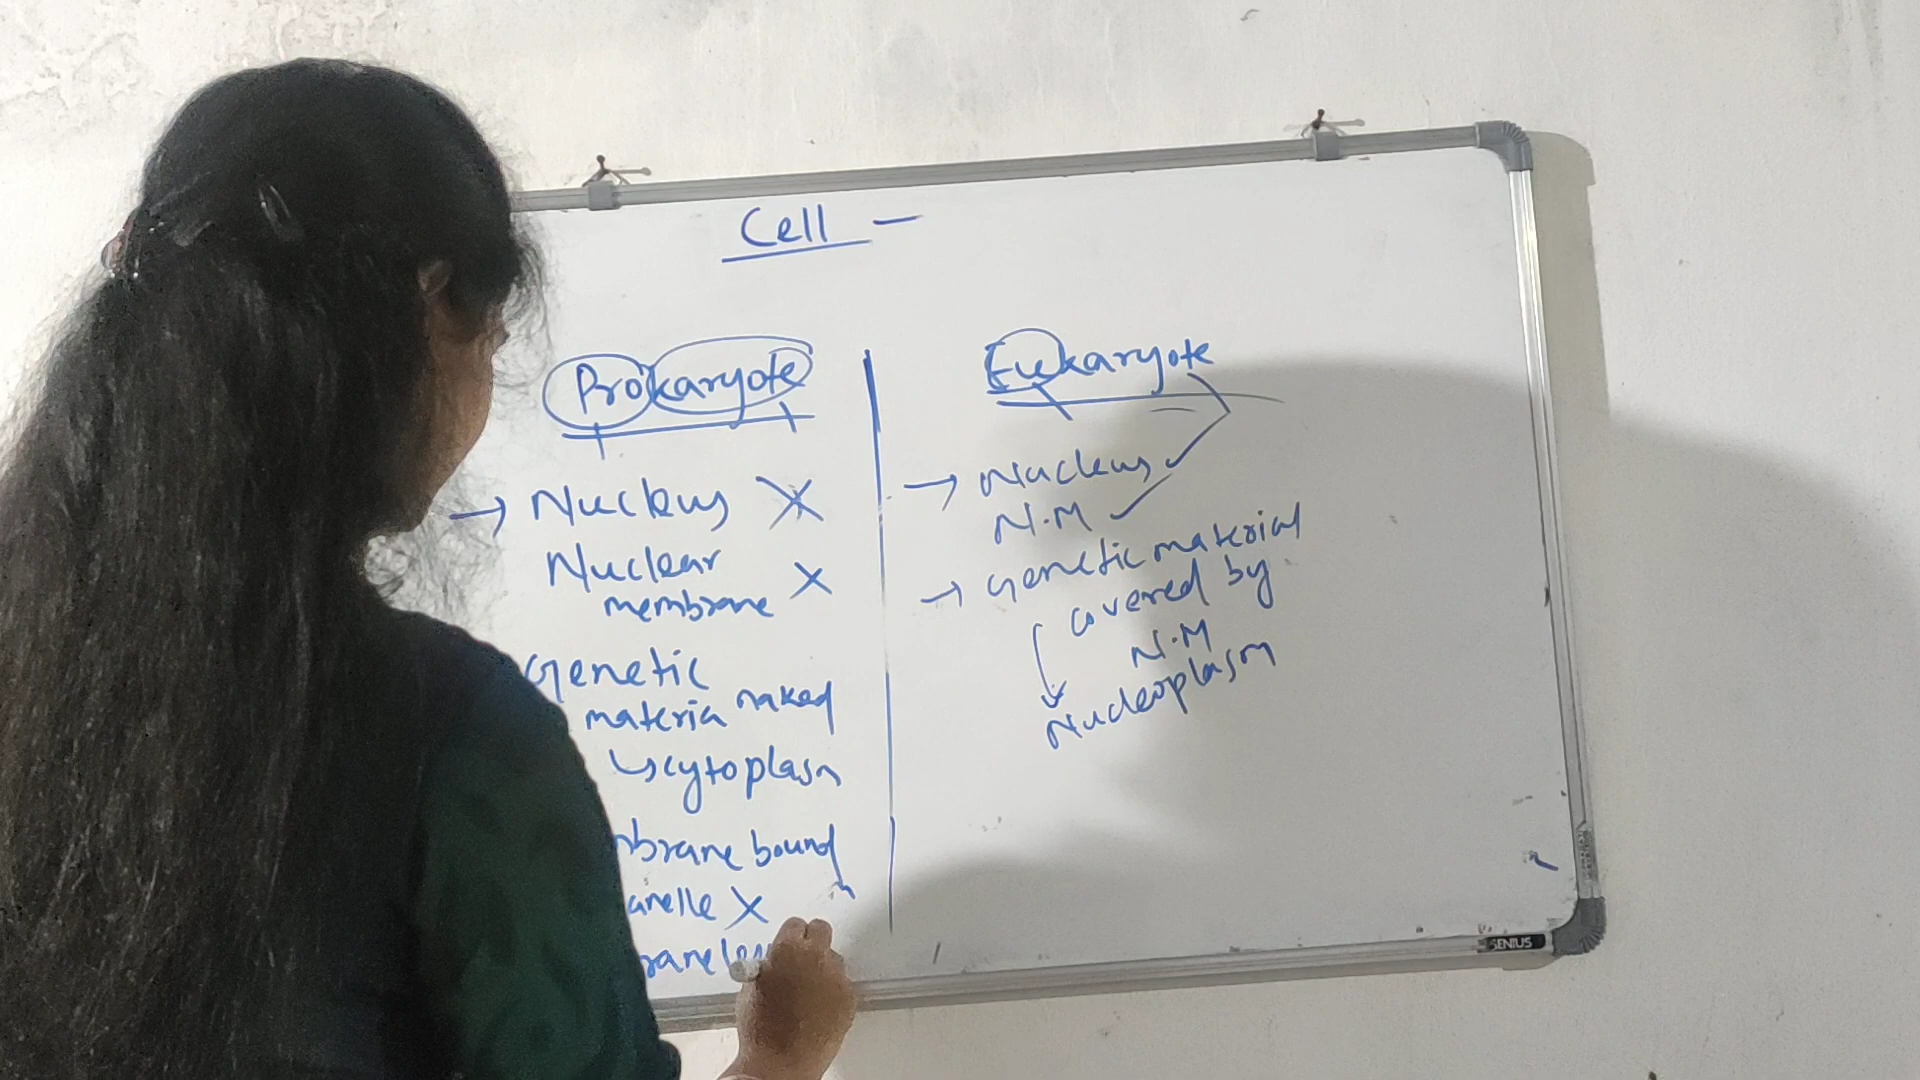 Cell -
Prokaryote
→ Nucleus X
Nuclear
membrane X
Genetic
materia naked
↳ cytoplasm
brane bound
anelle X
Eukaryote
→ Nucleus ✓
N.M ✓
→ Genetic material
covered by
N.M
Nucleoplasm
GENIUS